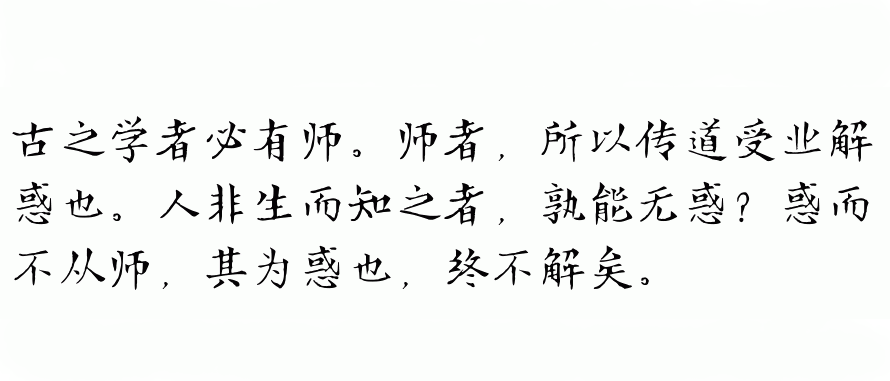 古之学者必有师。师者，所以传道受业解
惑也。人非生而知之者，孰能无惑？惑而
不从师，其为惑也，终不解矣。